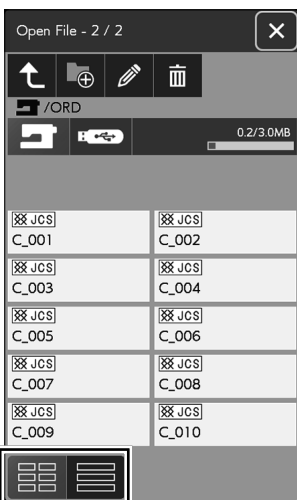 Open File - 2 / 2
/ORD
0.2/3.0MB
JCS JCS
C_001 C_002
JCS JCS
C_003 C_004
JCS JCS
C_005 C_006
JCS JCS
C_007 C_008
JCS JCS
C_009 C_010